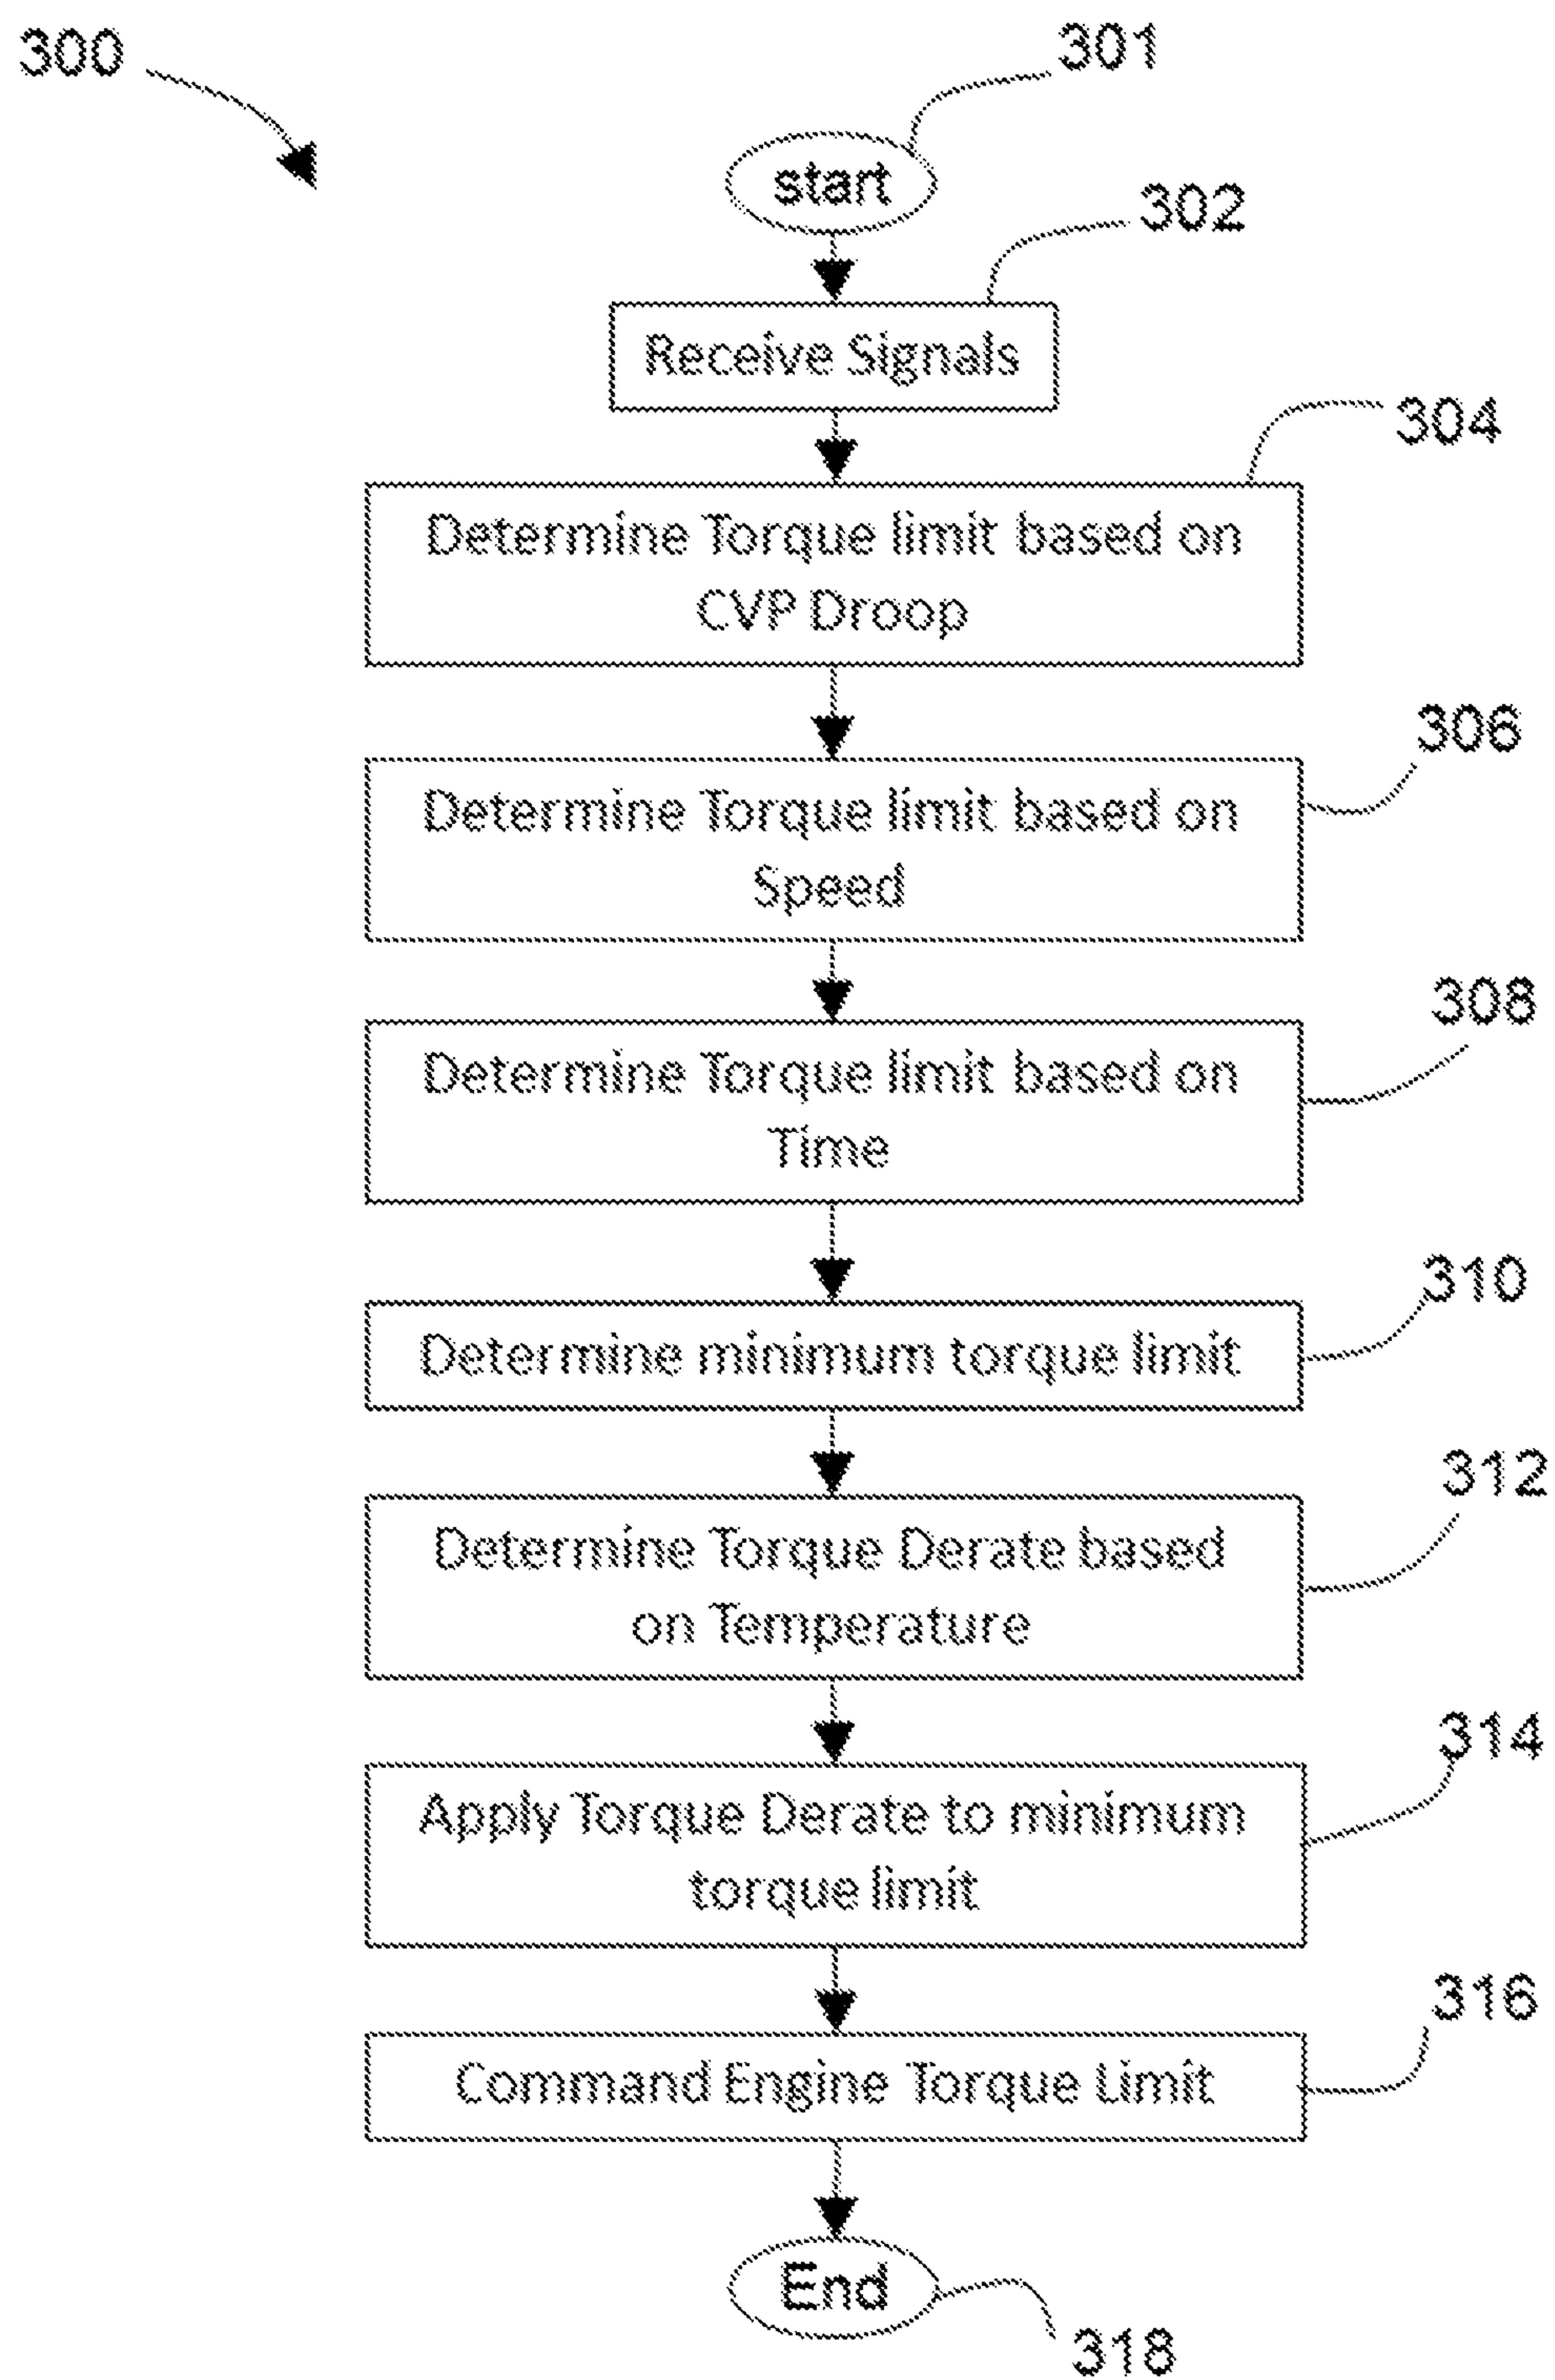 300
301
start
302
Receive Signals
304
Determine Torque limit based on
CVP Droop
306
Determine Torque limit based on
Speed
308
Determine Torque limit based on
Time
310
Determine minimum torque limit
312
Determine Torque Derate based
on Temperature
314
Apply Torque Derate to minimum
torque limit
316
Command Engine Torque Limit
End
318